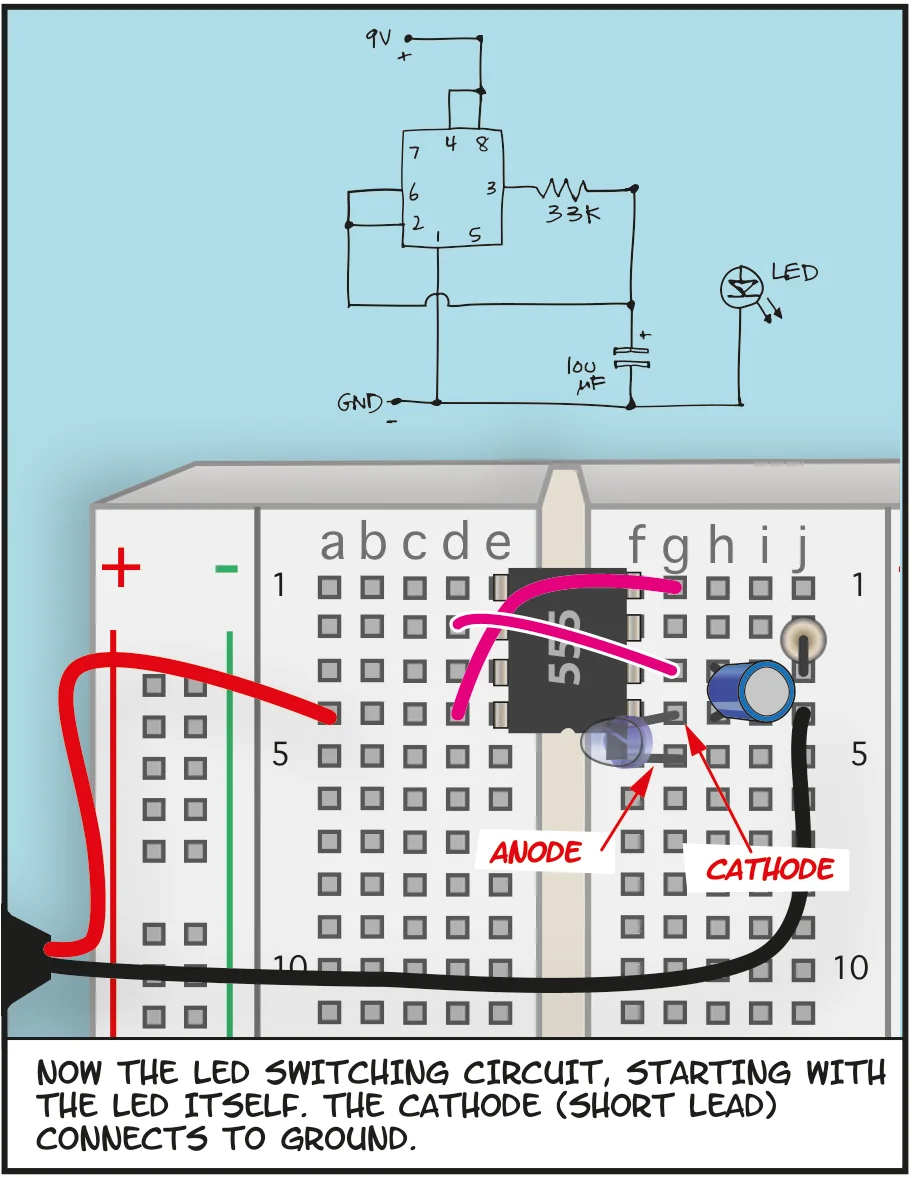 9V
+
7 4 8
6 3
2
1 5
33K
LED
+
100
µF
GND
-
a b c d e f g h i j
+ -
1 1
555
5 5
ANODE
CATHODE
10 10
NOW THE LED SWITCHING CIRCUIT, STARTING WITH
THE LED ITSELF. THE CATHODE (SHORT LEAD)
CONNECTS TO GROUND.